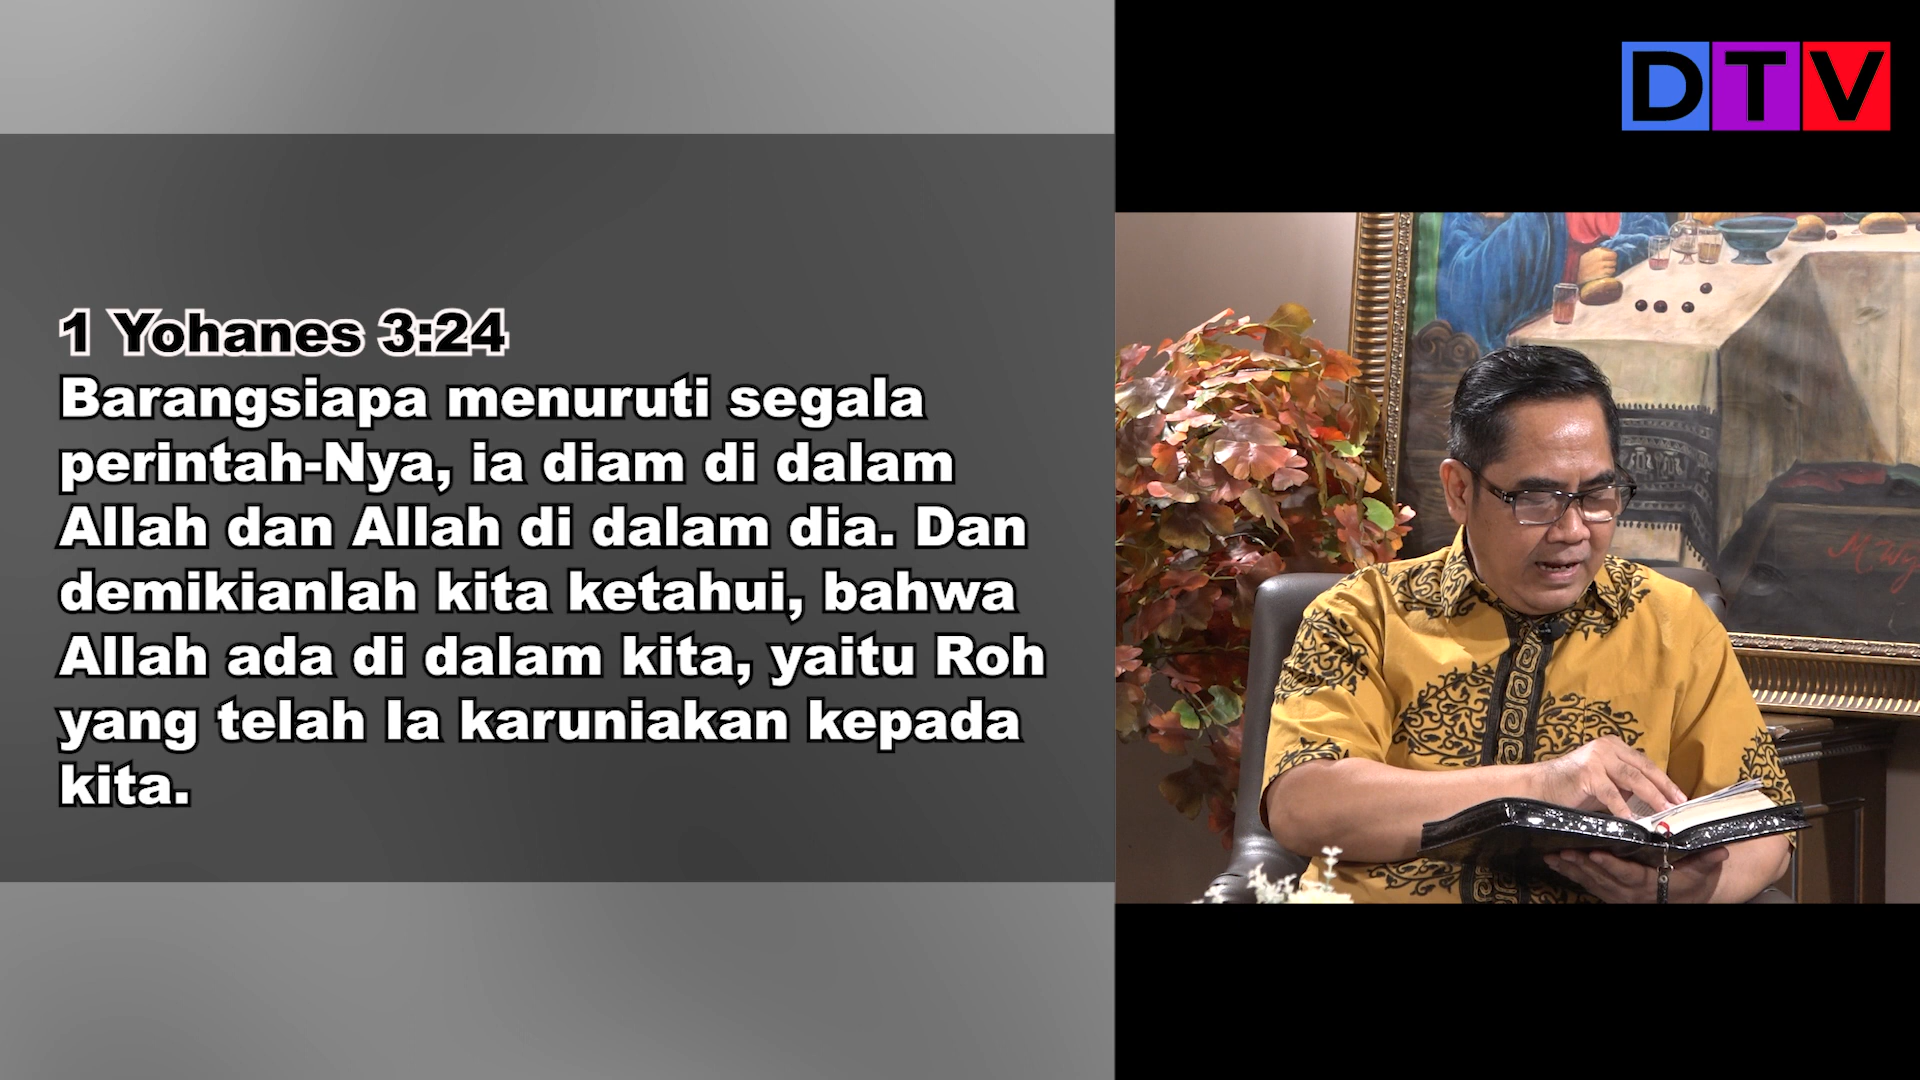 DTV
1 Yohanes 3:24
Barangsiapa menuruti segala
perintah-Nya, ia diam di dalam
Allah dan Allah di dalam dia. Dan
demikianlah kita ketahui, bahwa
Allah ada di dalam kita, yaitu Roh
yang telah Ia karuniakan kepada
kita.